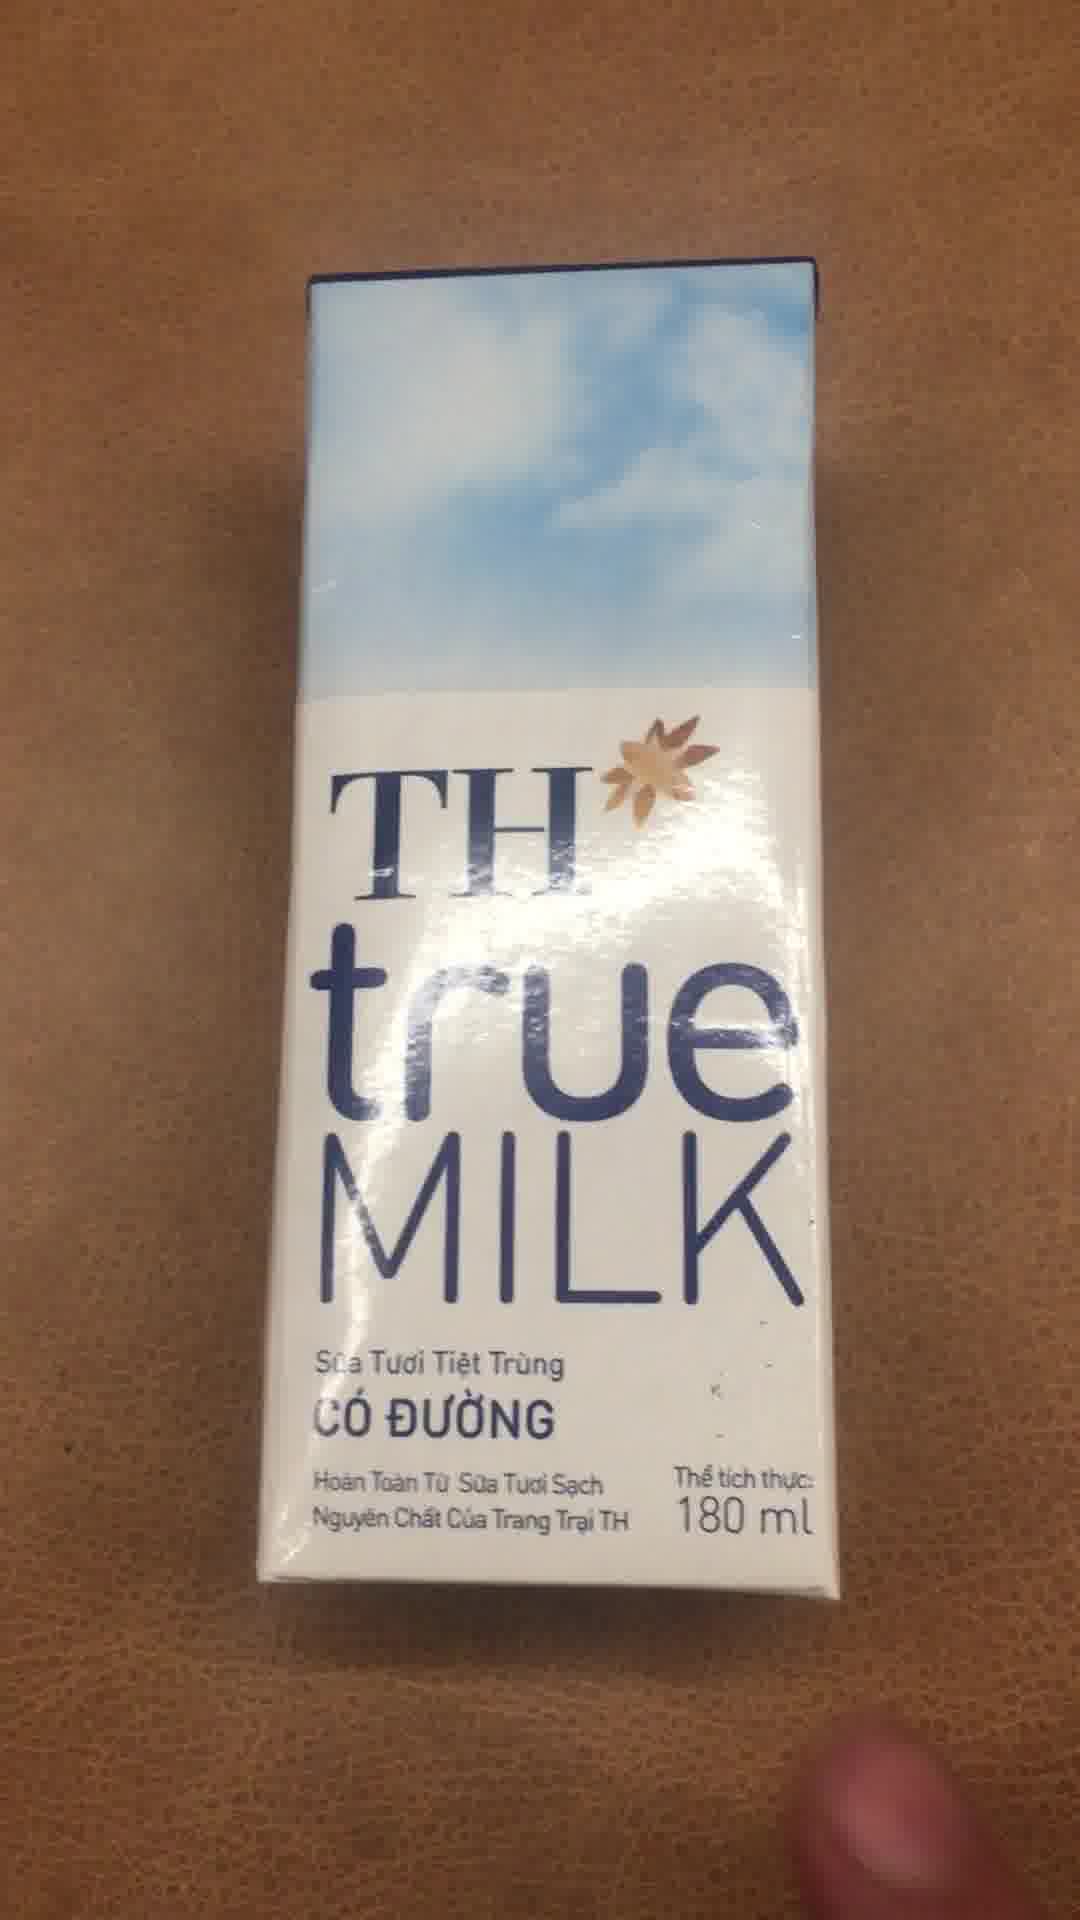 TH
true
MILK
Sữa Tươi Tiệt Trùng
CÓ ĐƯỜNG
Hoàn Toàn Từ Sữa Tươi Sạch
Nguyên Chất Của Trang Trại TH
Thể tích thực:
180 ml